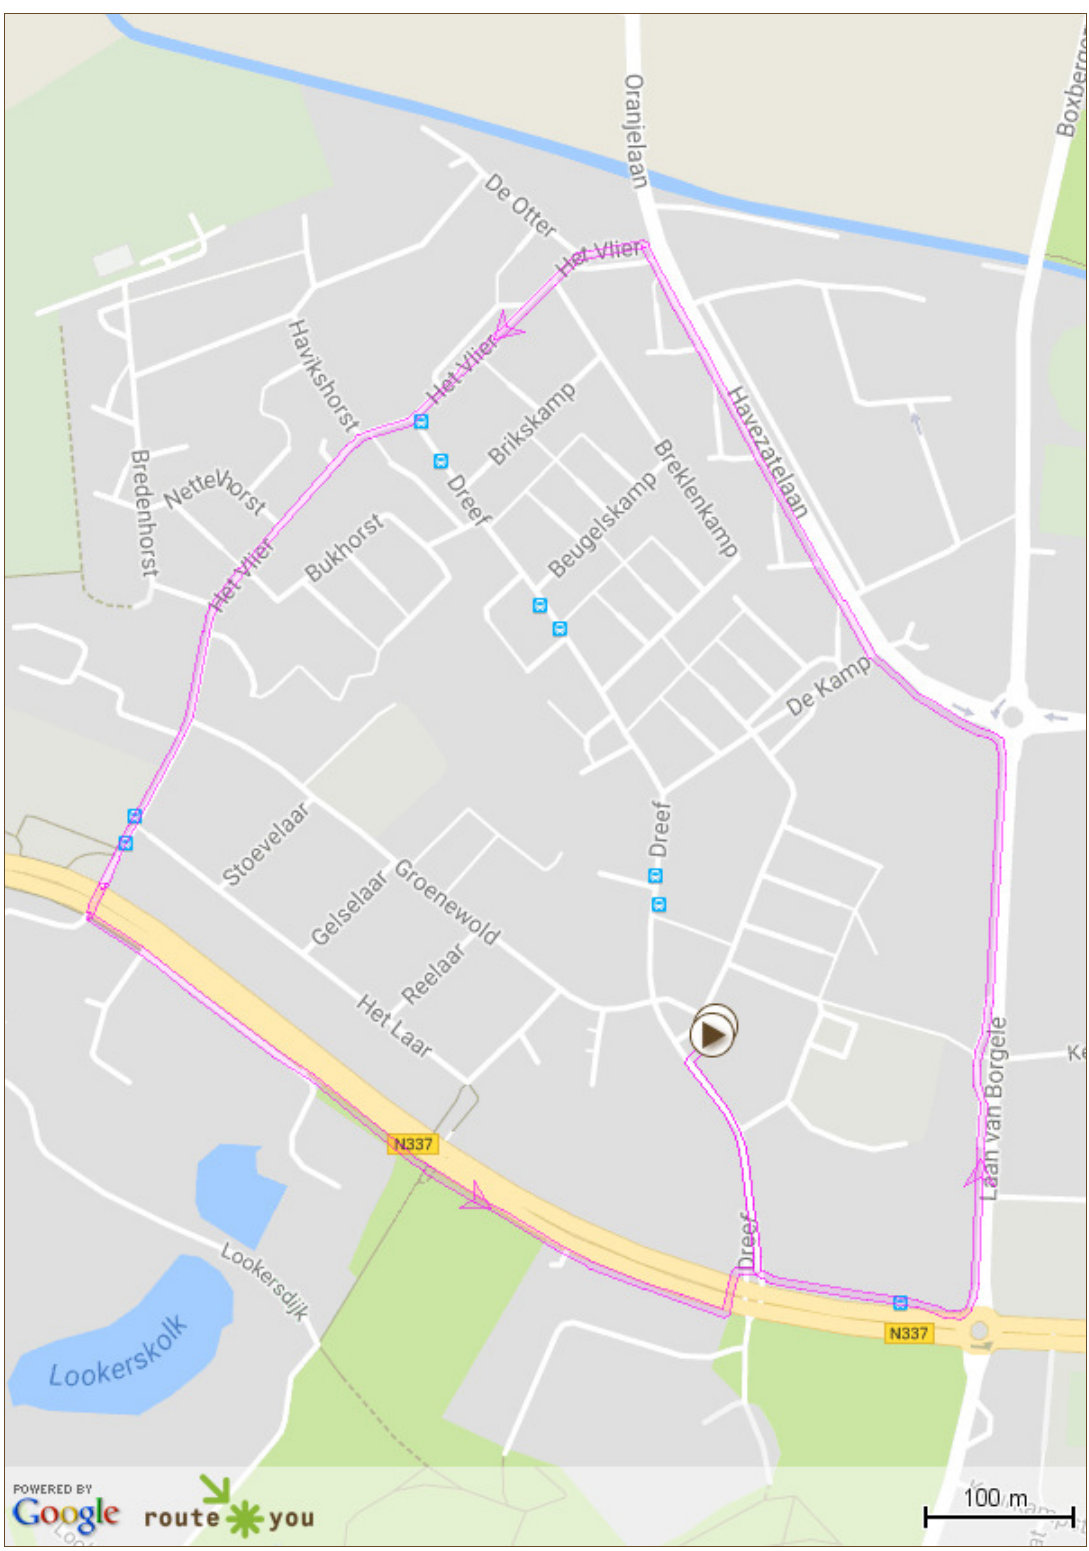 Oranjelaan
De Otter
Het Vlier
Het Vlier
Havikshorst
Brikskamp
Havezatelaan
Breklenkamp
Bredenhorst
Nettelhorst
Dreef
Beugelskamp
Bukhorst
Het Vlier
De Kamp
Dreef
Stoevelaar
Groenewold
Gelselaar
Reelaar
Het Laar
Laan van Borgele
N337
Dreef
Lookersdijk
N337
Lookerskolk
POWERED BY
Google
route you
100 m